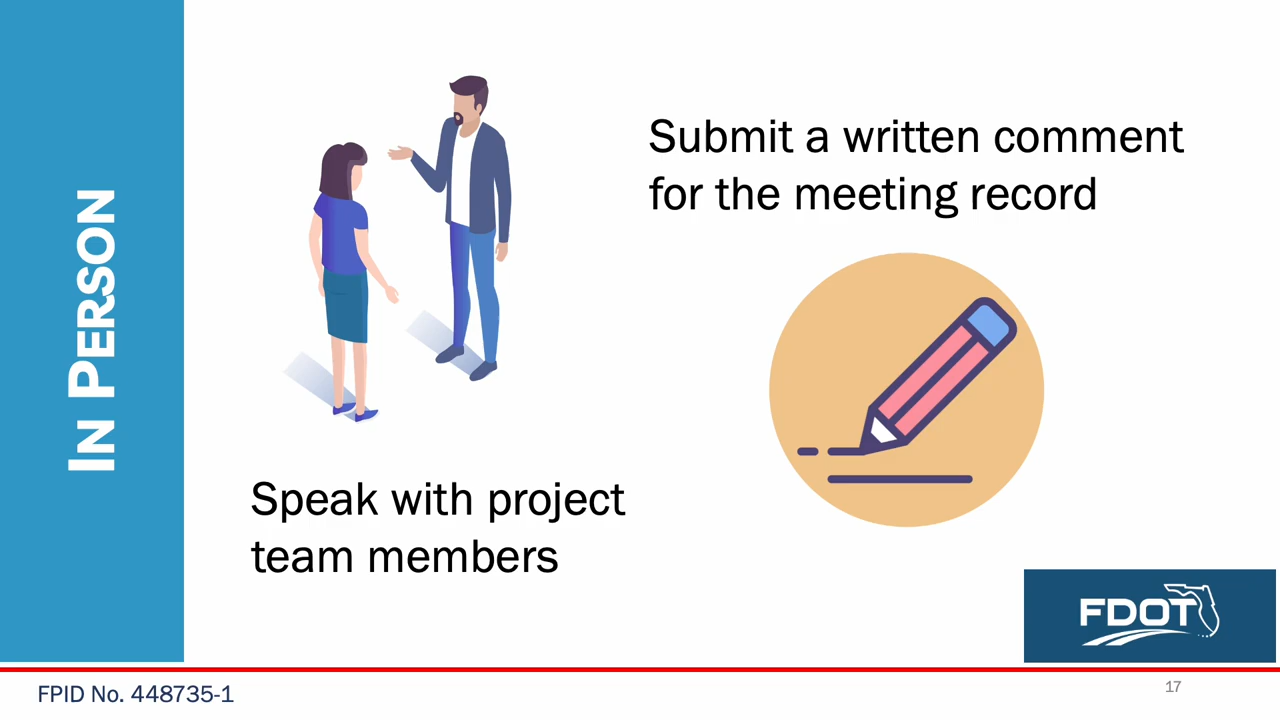 IN PERSON
Submit a written comment
for the meeting record
Speak with project
team members
FDOT
FPID No. 448735-1
17